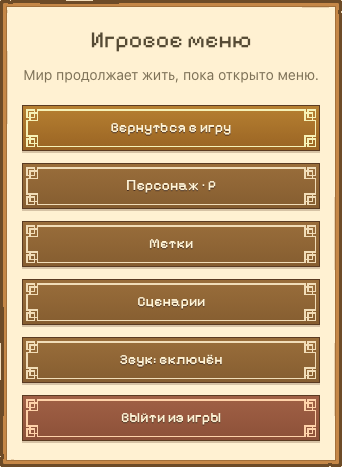 Игровое меню
Мир продолжает жить, пока открыто меню.
Вернуться в игру
Персонаж · P
Метки
Сценарии
Звук: включён
Выйти из игры